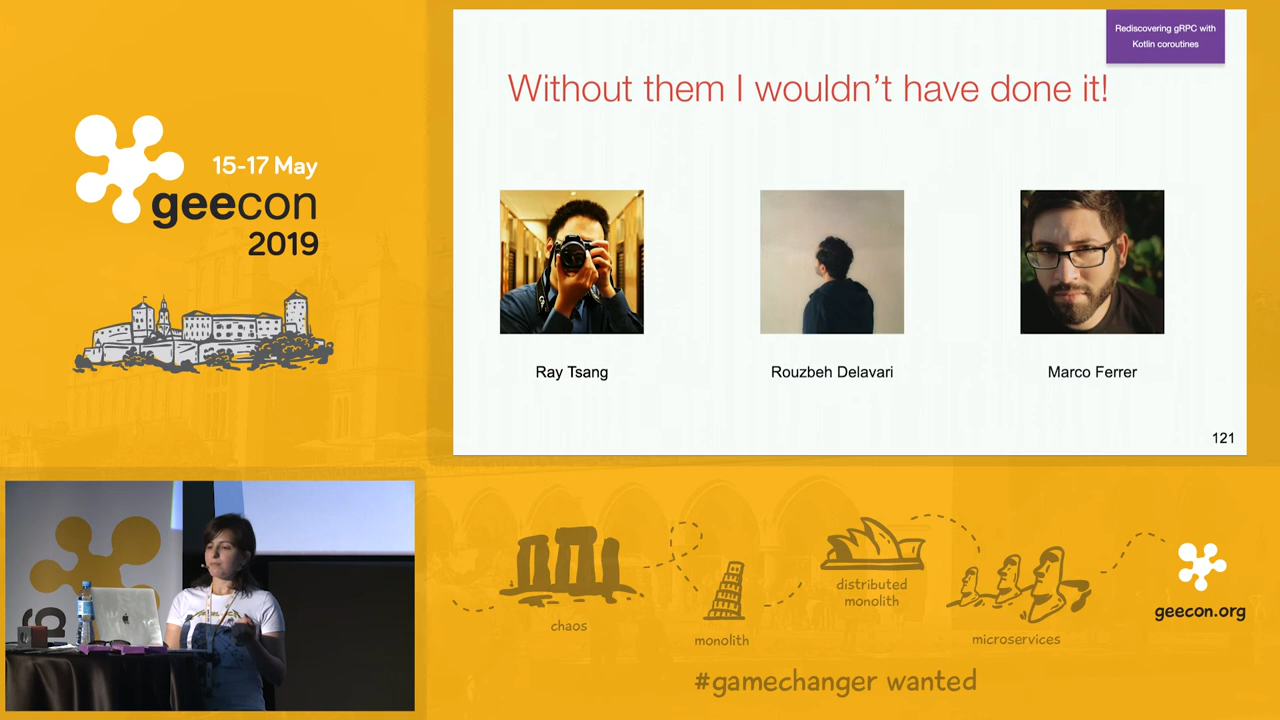 15-17 May
geecon
2019
Rediscovering gRPC with
Kotlin coroutines
Without them I wouldn't have done it!
Ray Tsang
Rouzbeh Delavari
Marco Ferrer
121
chaos
monolith
distributed
monolith
microservices
geecon.org
#gamechanger wanted